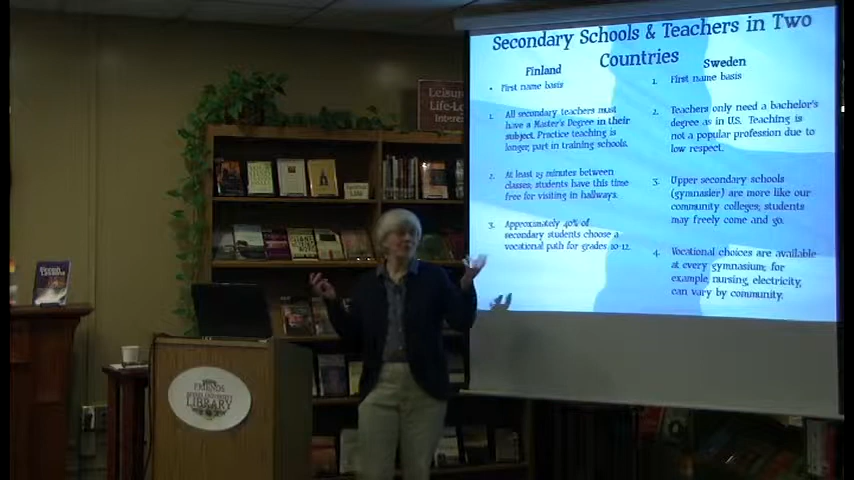 Secondary Schools & Teachers in Two
Countries
Finland
• First name basis
1. All secondary teachers must
have a Master's Degree in their
subject. Practice teaching is
longer, part in training schools.
2. At least 15 minutes between
classes; students have this time
free for visiting in hallways.
3. Approximately 40% of
secondary students choose a
vocational path for grades 10-12.
Sweden
1. First name basis
2. Teachers only need a bachelor's
degree as in U.S. Teaching is
not a popular profession due to
low respect.
3. Upper secondary schools
(gymnasier) are more like our
community colleges; students
may freely come and go.
4. Vocational choices are available
at every gymnasium; for
example, nursing, electricity,
can vary by community.
Leisure
Life-Lo
Interes
Spiritual Life
FRIENDS
UNIVERSITY
LIBRARY